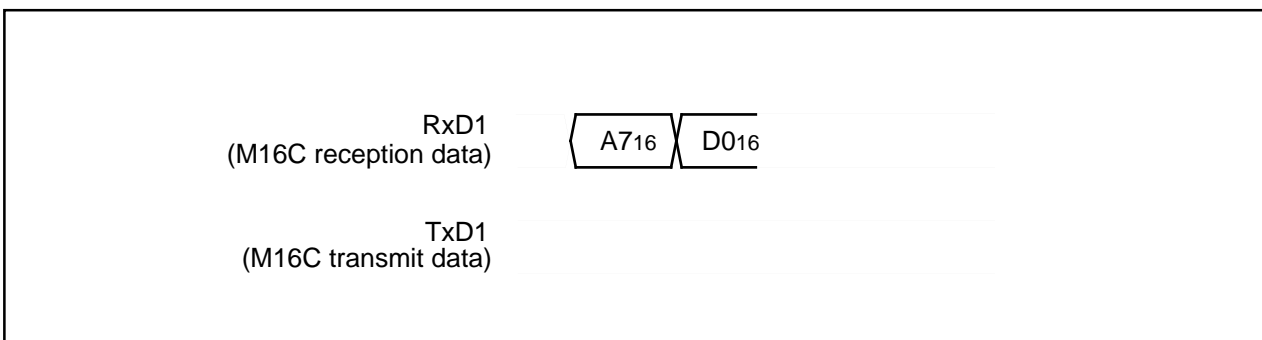 RxD1
(M16C reception data)
A716 D016
TxD1
(M16C transmit data)